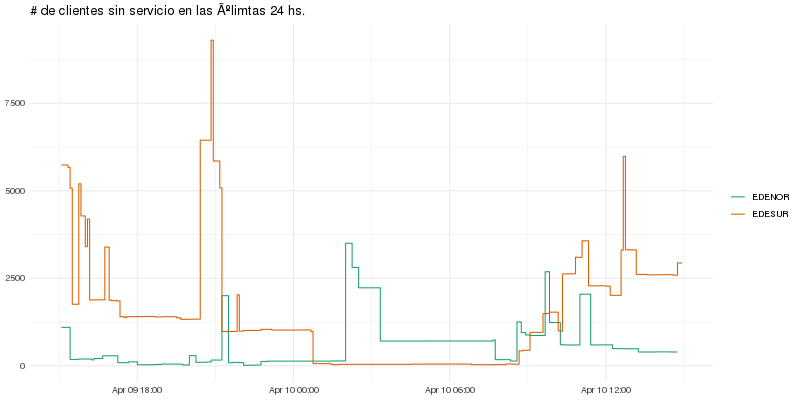 # de clientes sin servicio en las Ãºlimtas 24 hs.
7500
5000
2500
0
Apr 09 18:00
Apr 10 00:00
Apr 10 06:00
Apr 10 12:00
EDENOR
EDESUR